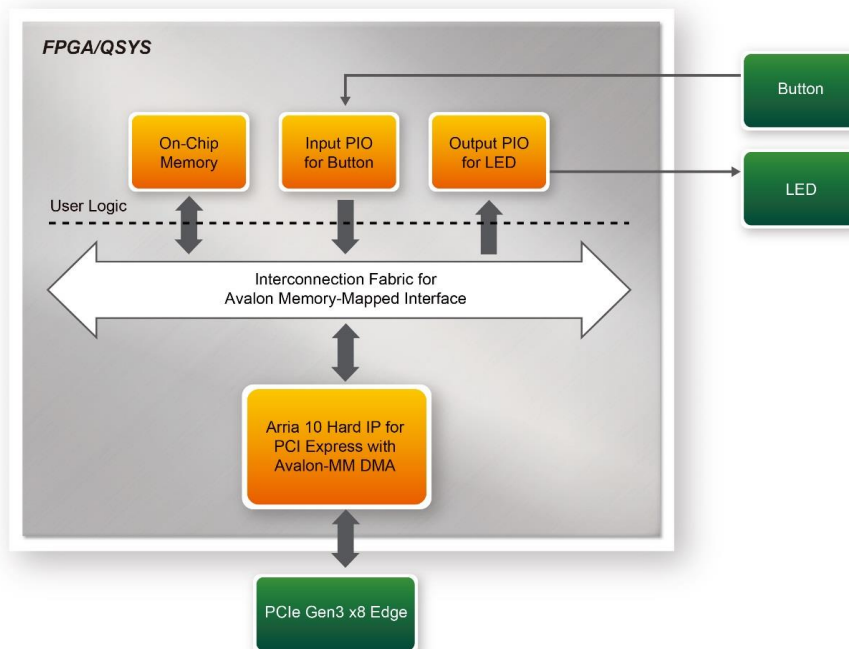 FPGA/QSYS
Button
On-Chip
Memory
Input PIO
for Button
Output PIO
for LED
LED
User Logic
Interconnection Fabric for
Avalon Memory-Mapped Interface
Arria 10 Hard IP for
PCI Express with
Avalon-MM DMA
PCIe Gen3 x8 Edge